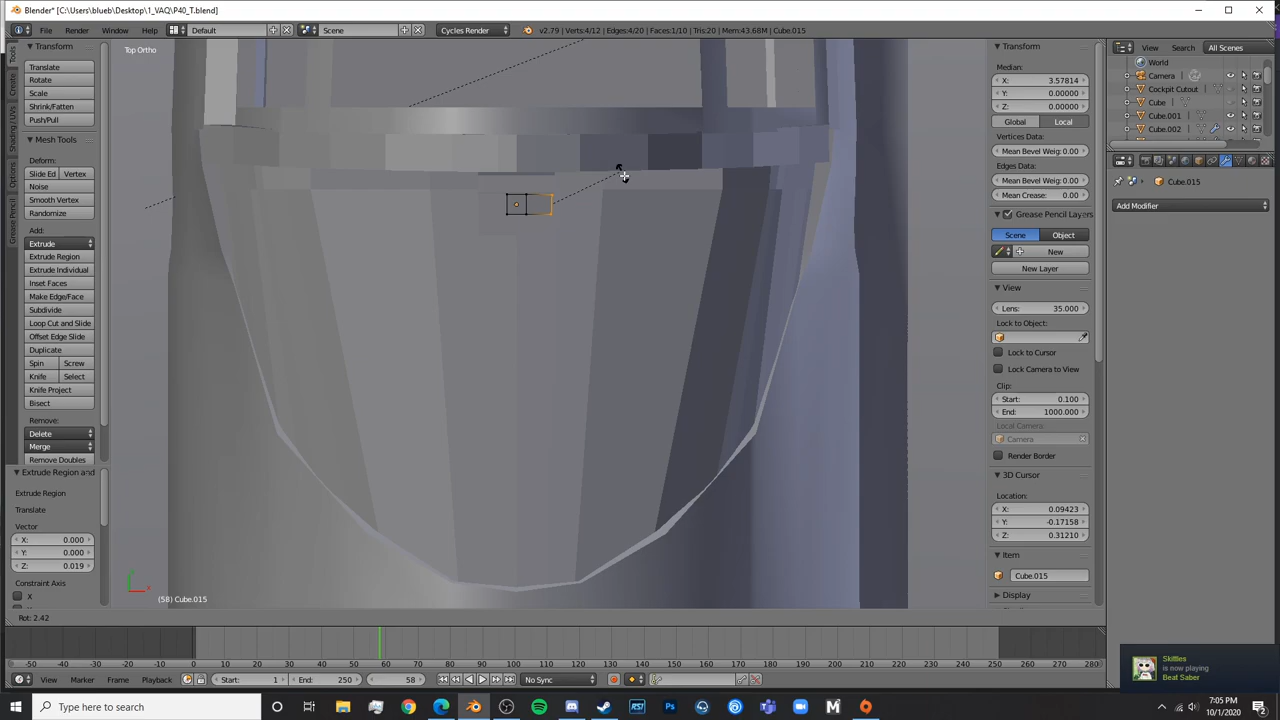 Blender* [C:\Users\blueb\Desktop\1_VAQ\P40_T.blend]
File Render Window Help Default Scene Cycles Render v2.79 | Verts:4/12 | Edges:4/20 | Faces:1/10 | Tris:20 | Mem:43.68M | Cube.015
Tools
Create
Shading / UVs
Options
Grease Pencil
Transform
Translate
Rotate
Scale
Shrink/Fatten
Push/Pull
Mesh Tools
Deform:
Slide Ed Vertex
Noise
Smooth Vertex
Randomize
Add:
Extrude
Extrude Region
Extrude Individual
Inset Faces
Make Edge/Face
Subdivide
Loop Cut and Slide
Offset Edge Slide
Duplicate
Spin Screw
Knife Select
Knife Project
Bisect
Remove:
Delete
Merge
Remove Doubles
Extrude Region and
Extrude Region
Translate
Vector
X: 0.000
Y: 0.000
Z: 0.019
Constraint Axis
X
Top Ortho
(58) Cube.015
Rot: 2.42
Transform
Median:
X: 3.57814
Y: 0.00000
Z: 0.00000
Global Local
Vertices Data:
Mean Bevel Weig: 0.00
Edges Data:
Mean Bevel Weig: 0.00
Mean Crease: 0.00
Grease Pencil Layers
Scene Object
New
New Layer
View
Lens: 35.000
Lock to Object:
Lock to Cursor
Lock Camera to View
Clip:
Start: 0.100
End: 1000.000
Local Camera:
Camera
Render Border
3D Cursor
Location:
X: 0.09423
Y: -0.17158
Z: 0.31210
Item
Cube.015
Display
View Search All Scenes
World
Camera
Cockpit Cutout
Cube
Cube.001
Cube.002
Cube.015
Add Modifier
-50 -40 -30 -20 -10 0 10 20 30 40 50 60 70 80 90 100 110 120 130 140 150 160 170 180 190 200 210 220 230 240 250 260 270 280
View Marker Frame Playback Start: 1 End: 250 58 No Sync
Skittles
is now playing
Beat Saber
Type here to search
7:05 PM
10/1/2020